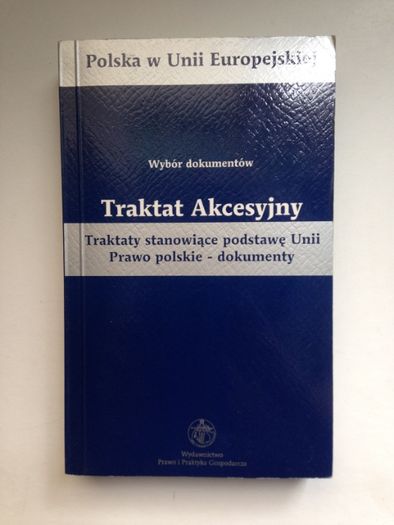 Polska w Unii Europejskiej
Wybór dokumentów
Traktat Akcesyjny
Traktaty stanowiące podstawę Unii
Prawo polskie - dokumenty
Wydawnictwo
Prawo i Praktyka Gospodarcza